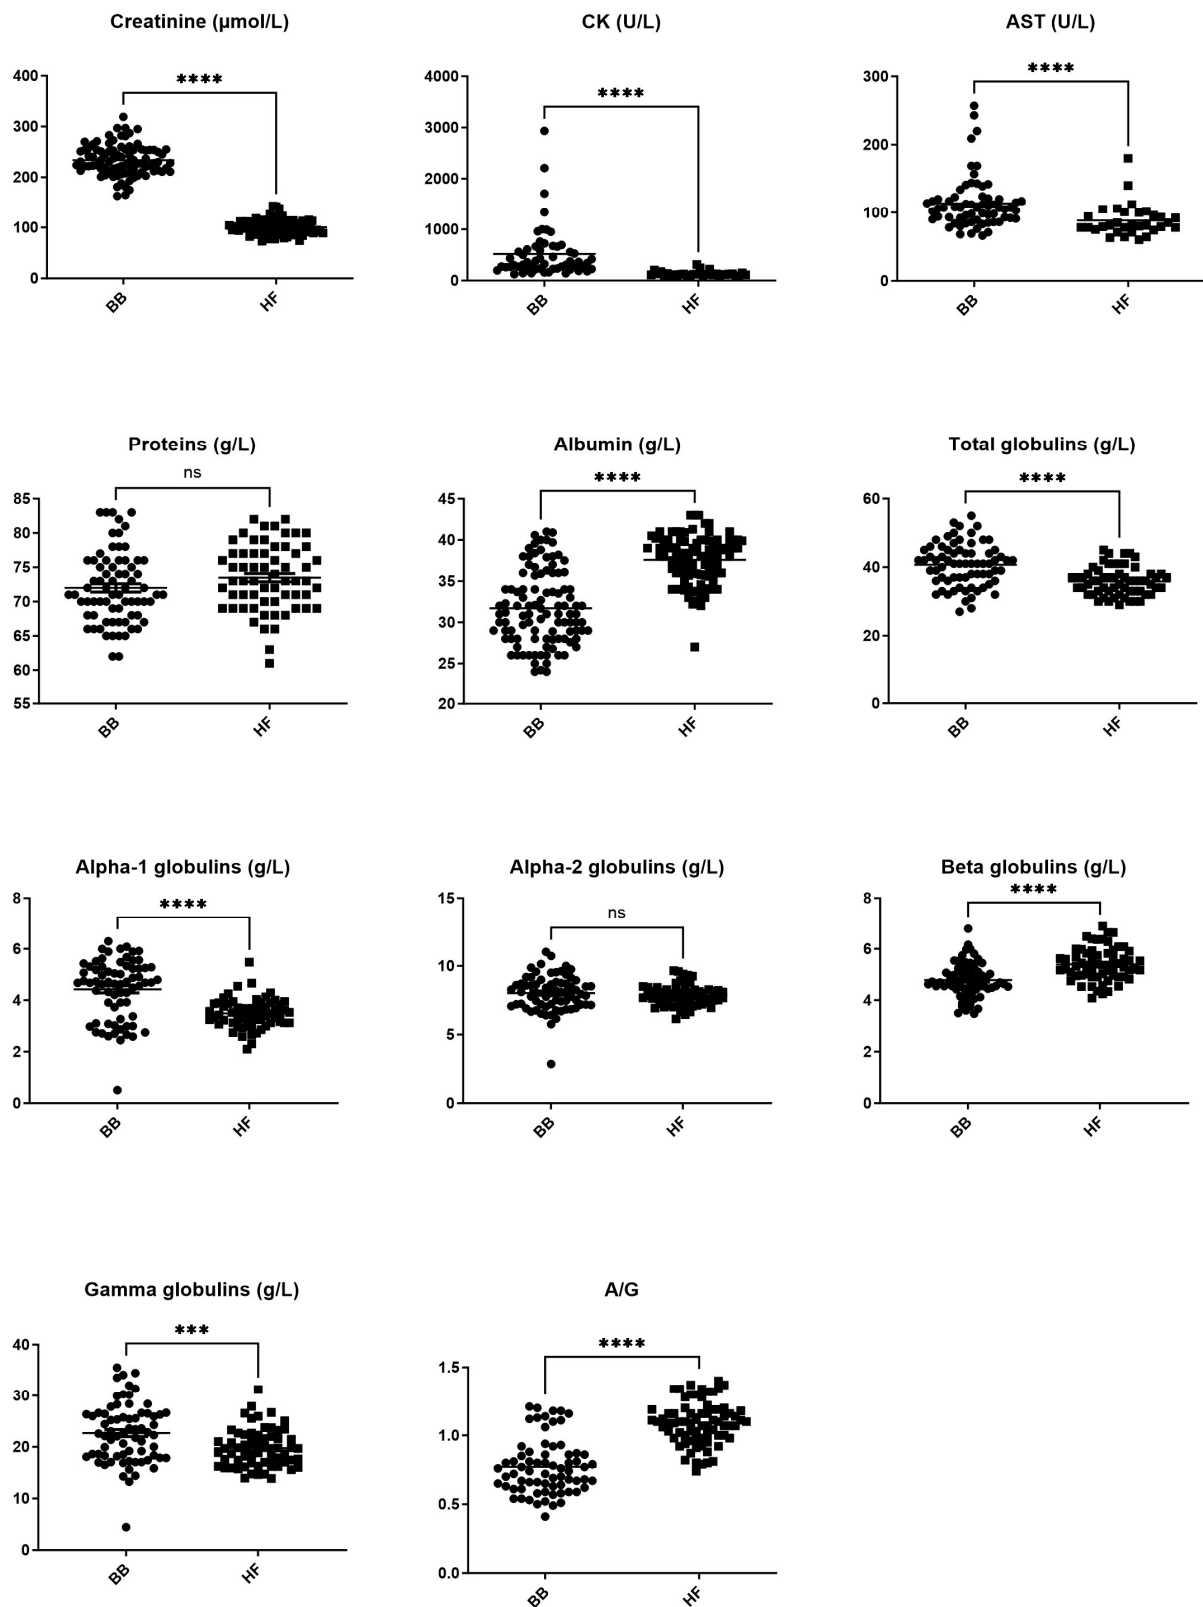 Creatinine (µmol/L)
CK (U/L)
AST (U/L)
****
****
****
400
300
200
100
0
BB
HF
4000
3000
2000
1000
0
BB
HF
300
200
100
0
BB
HF
Proteins (g/L)
Albumin (g/L)
Total globulins (g/L)
ns
****
****
85
80
75
70
65
60
55
BB
HF
45
40
35
30
25
20
BB
HF
60
40
20
0
BB
HF
Alpha-1 globulins (g/L)
Alpha-2 globulins (g/L)
Beta globulins (g/L)
****
ns
****
8
6
4
2
0
BB
HF
15
10
5
0
BB
HF
8
6
4
2
0
BB
HF
Gamma globulins (g/L)
A/G
***
****
40
30
20
10
0
BB
HF
1.5
1.0
0.5
0.0
BB
HF